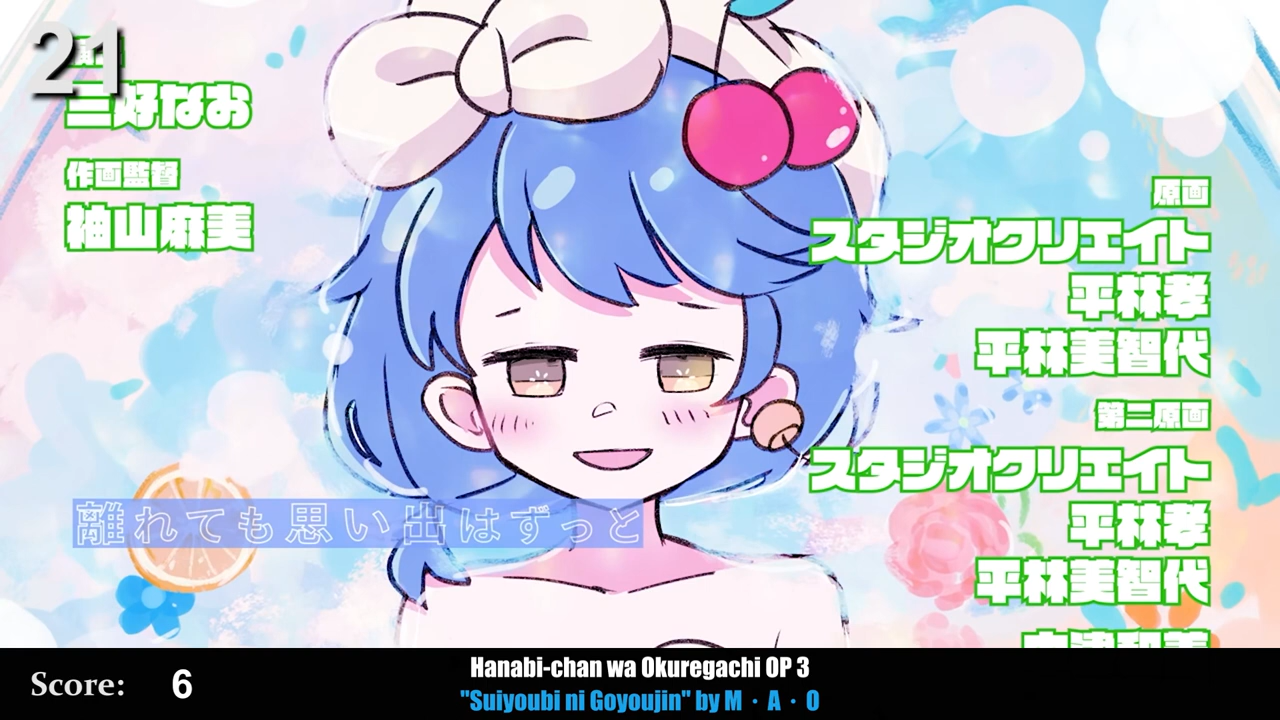 21
三好なお
作画監督
袖山麻美
原画
スタジオクリエイト
平林孝
平林美智代
第二原画
スタジオクリエイト
平林孝
平林美智代
離れても思い出はずっと
Score: 6
Hanabi-chan wa Okuregachi OP 3
"Suiyoubi ni Goyoujin" by M・A・O